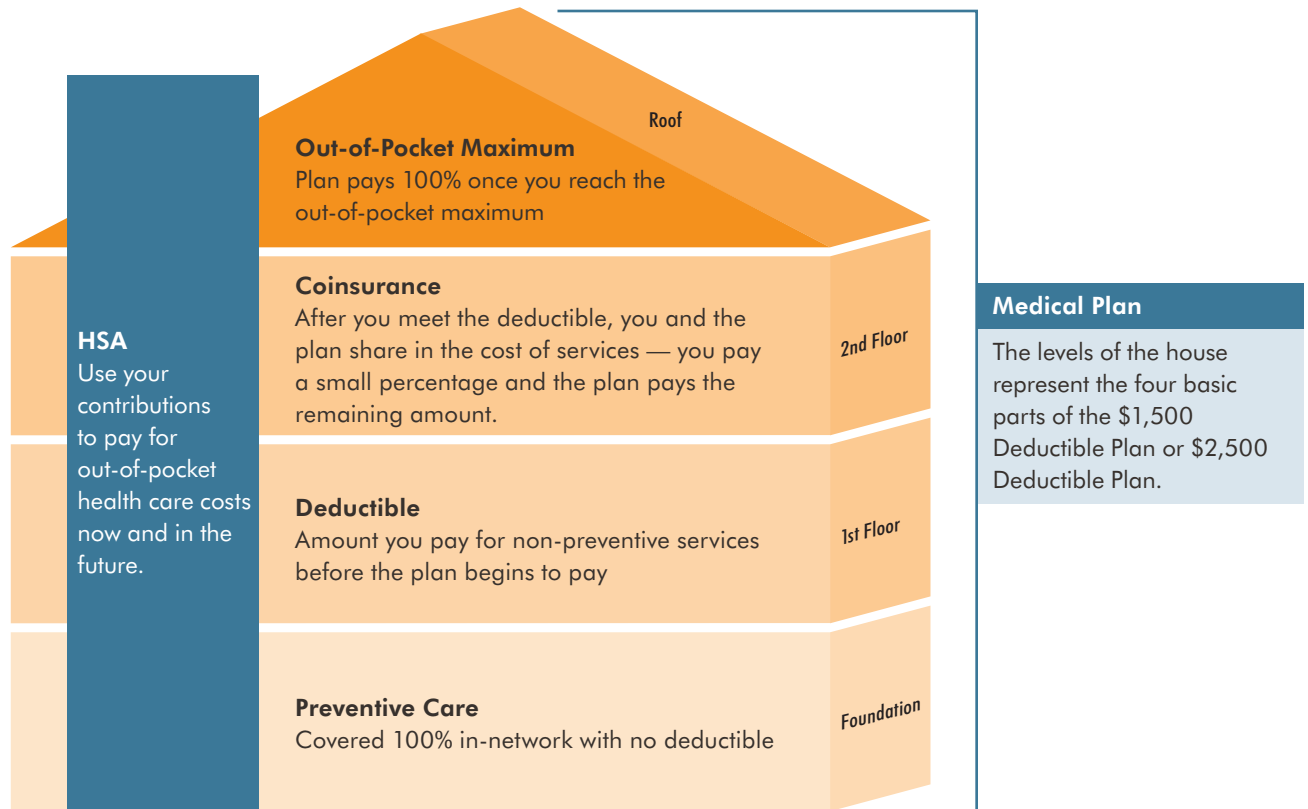 Roof
Out-of-Pocket Maximum
Plan pays 100% once you reach the
out-of-pocket maximum
HSA
Use your
contributions
to pay for
out-of-pocket
health care costs
now and in the
future.
Coinsurance
After you meet the deductible, you and the
plan share in the cost of services — you pay
a small percentage and the plan pays the
remaining amount.
2nd Floor
Deductible
Amount you pay for non-preventive services
before the plan begins to pay
1st Floor
Preventive Care
Covered 100% in-network with no deductible
Foundation
Medical Plan
The levels of the house
represent the four basic
parts of the $1,500
Deductible Plan or $2,500
Deductible Plan.